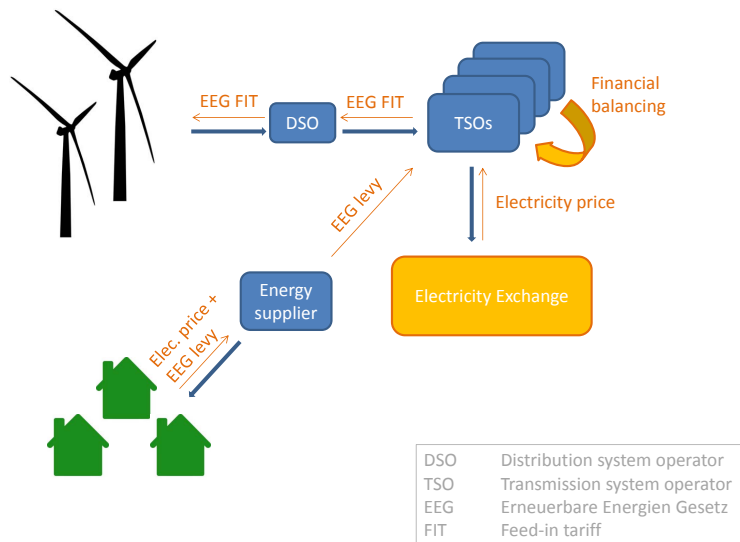 EEG FIT
EEG FIT
DSO
TSOs
Financial
balancing
EEG levy
Electricity price
Energy
supplier
Electricity Exchange
Elec. price +
EEG levy
DSO Distribution system operator
TSO Transmission system operator
EEG Erneuerbare Energien Gesetz
FIT Feed-in tariff